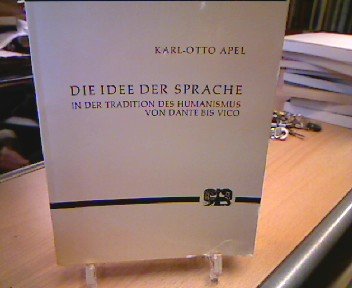 KARL-OTTO APEL
DIE IDEE DER SPRACHE
IN DER TRADITION DES HUMANISMUS
VON DANTE BIS VICO